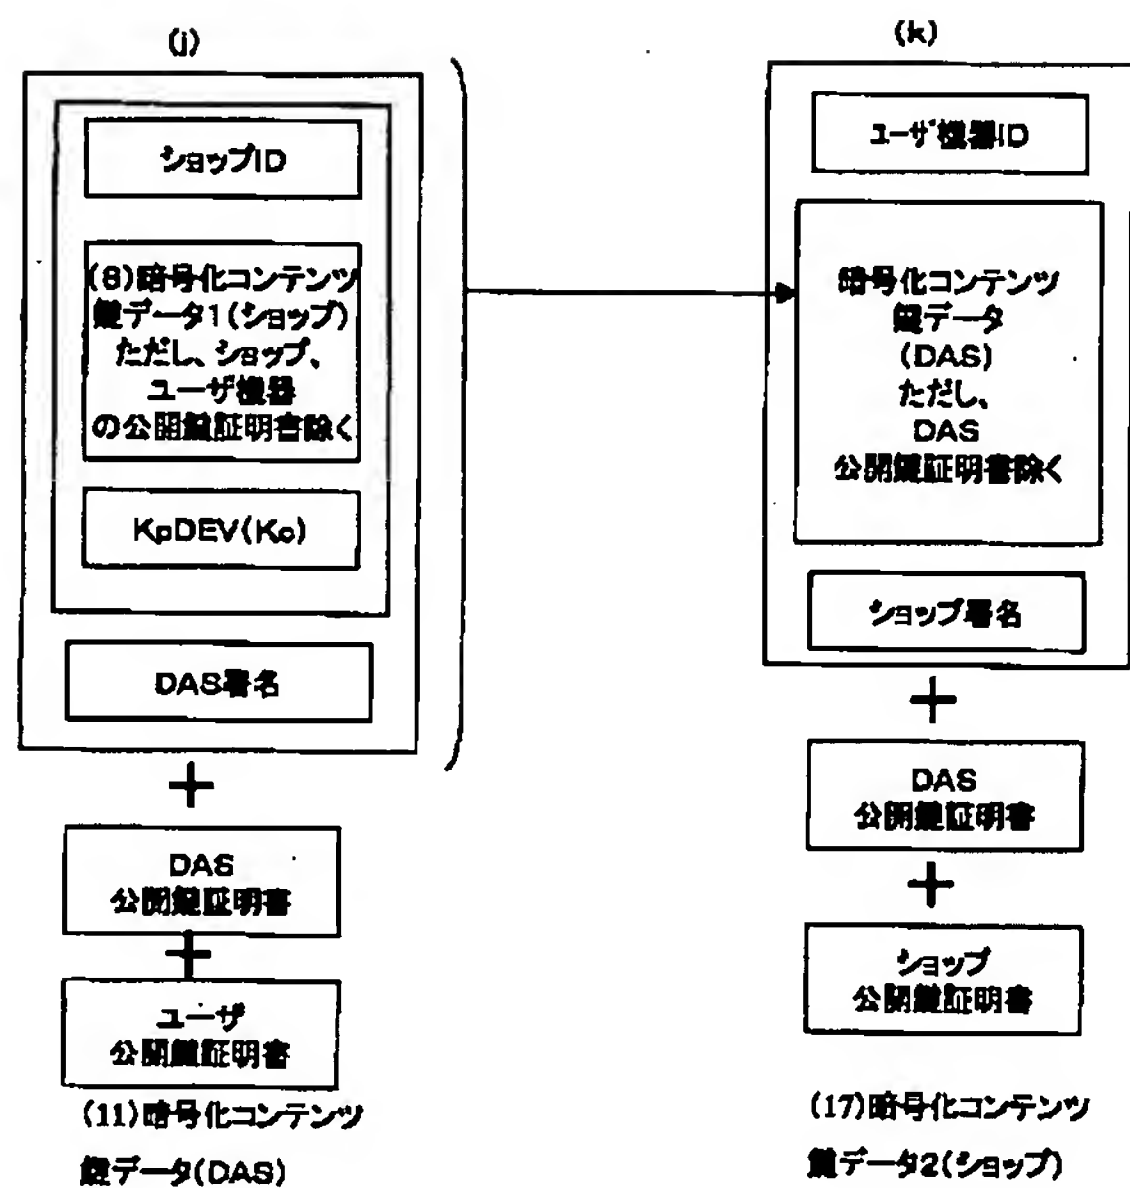 (j)
ショップID
(8)暗号化コンテンツ
鍵データ1(ショップ)
ただし、ショップ、
ユーザ機器
の公開鍵証明書除く
KpDEV(Kc)
DAS署名
+
DAS
公開鍵証明書
+
ユーザ
公開鍵証明書
(11)暗号化コンテンツ
鍵データ(DAS)
(k)
ユーザ機器ID
暗号化コンテンツ
鍵データ
(DAS)
ただし、
DAS
公開鍵証明書除く
ショップ署名
+
DAS
公開鍵証明書
+
ショップ
公開鍵証明書
(17)暗号化コンテンツ
鍵データ2(ショップ)